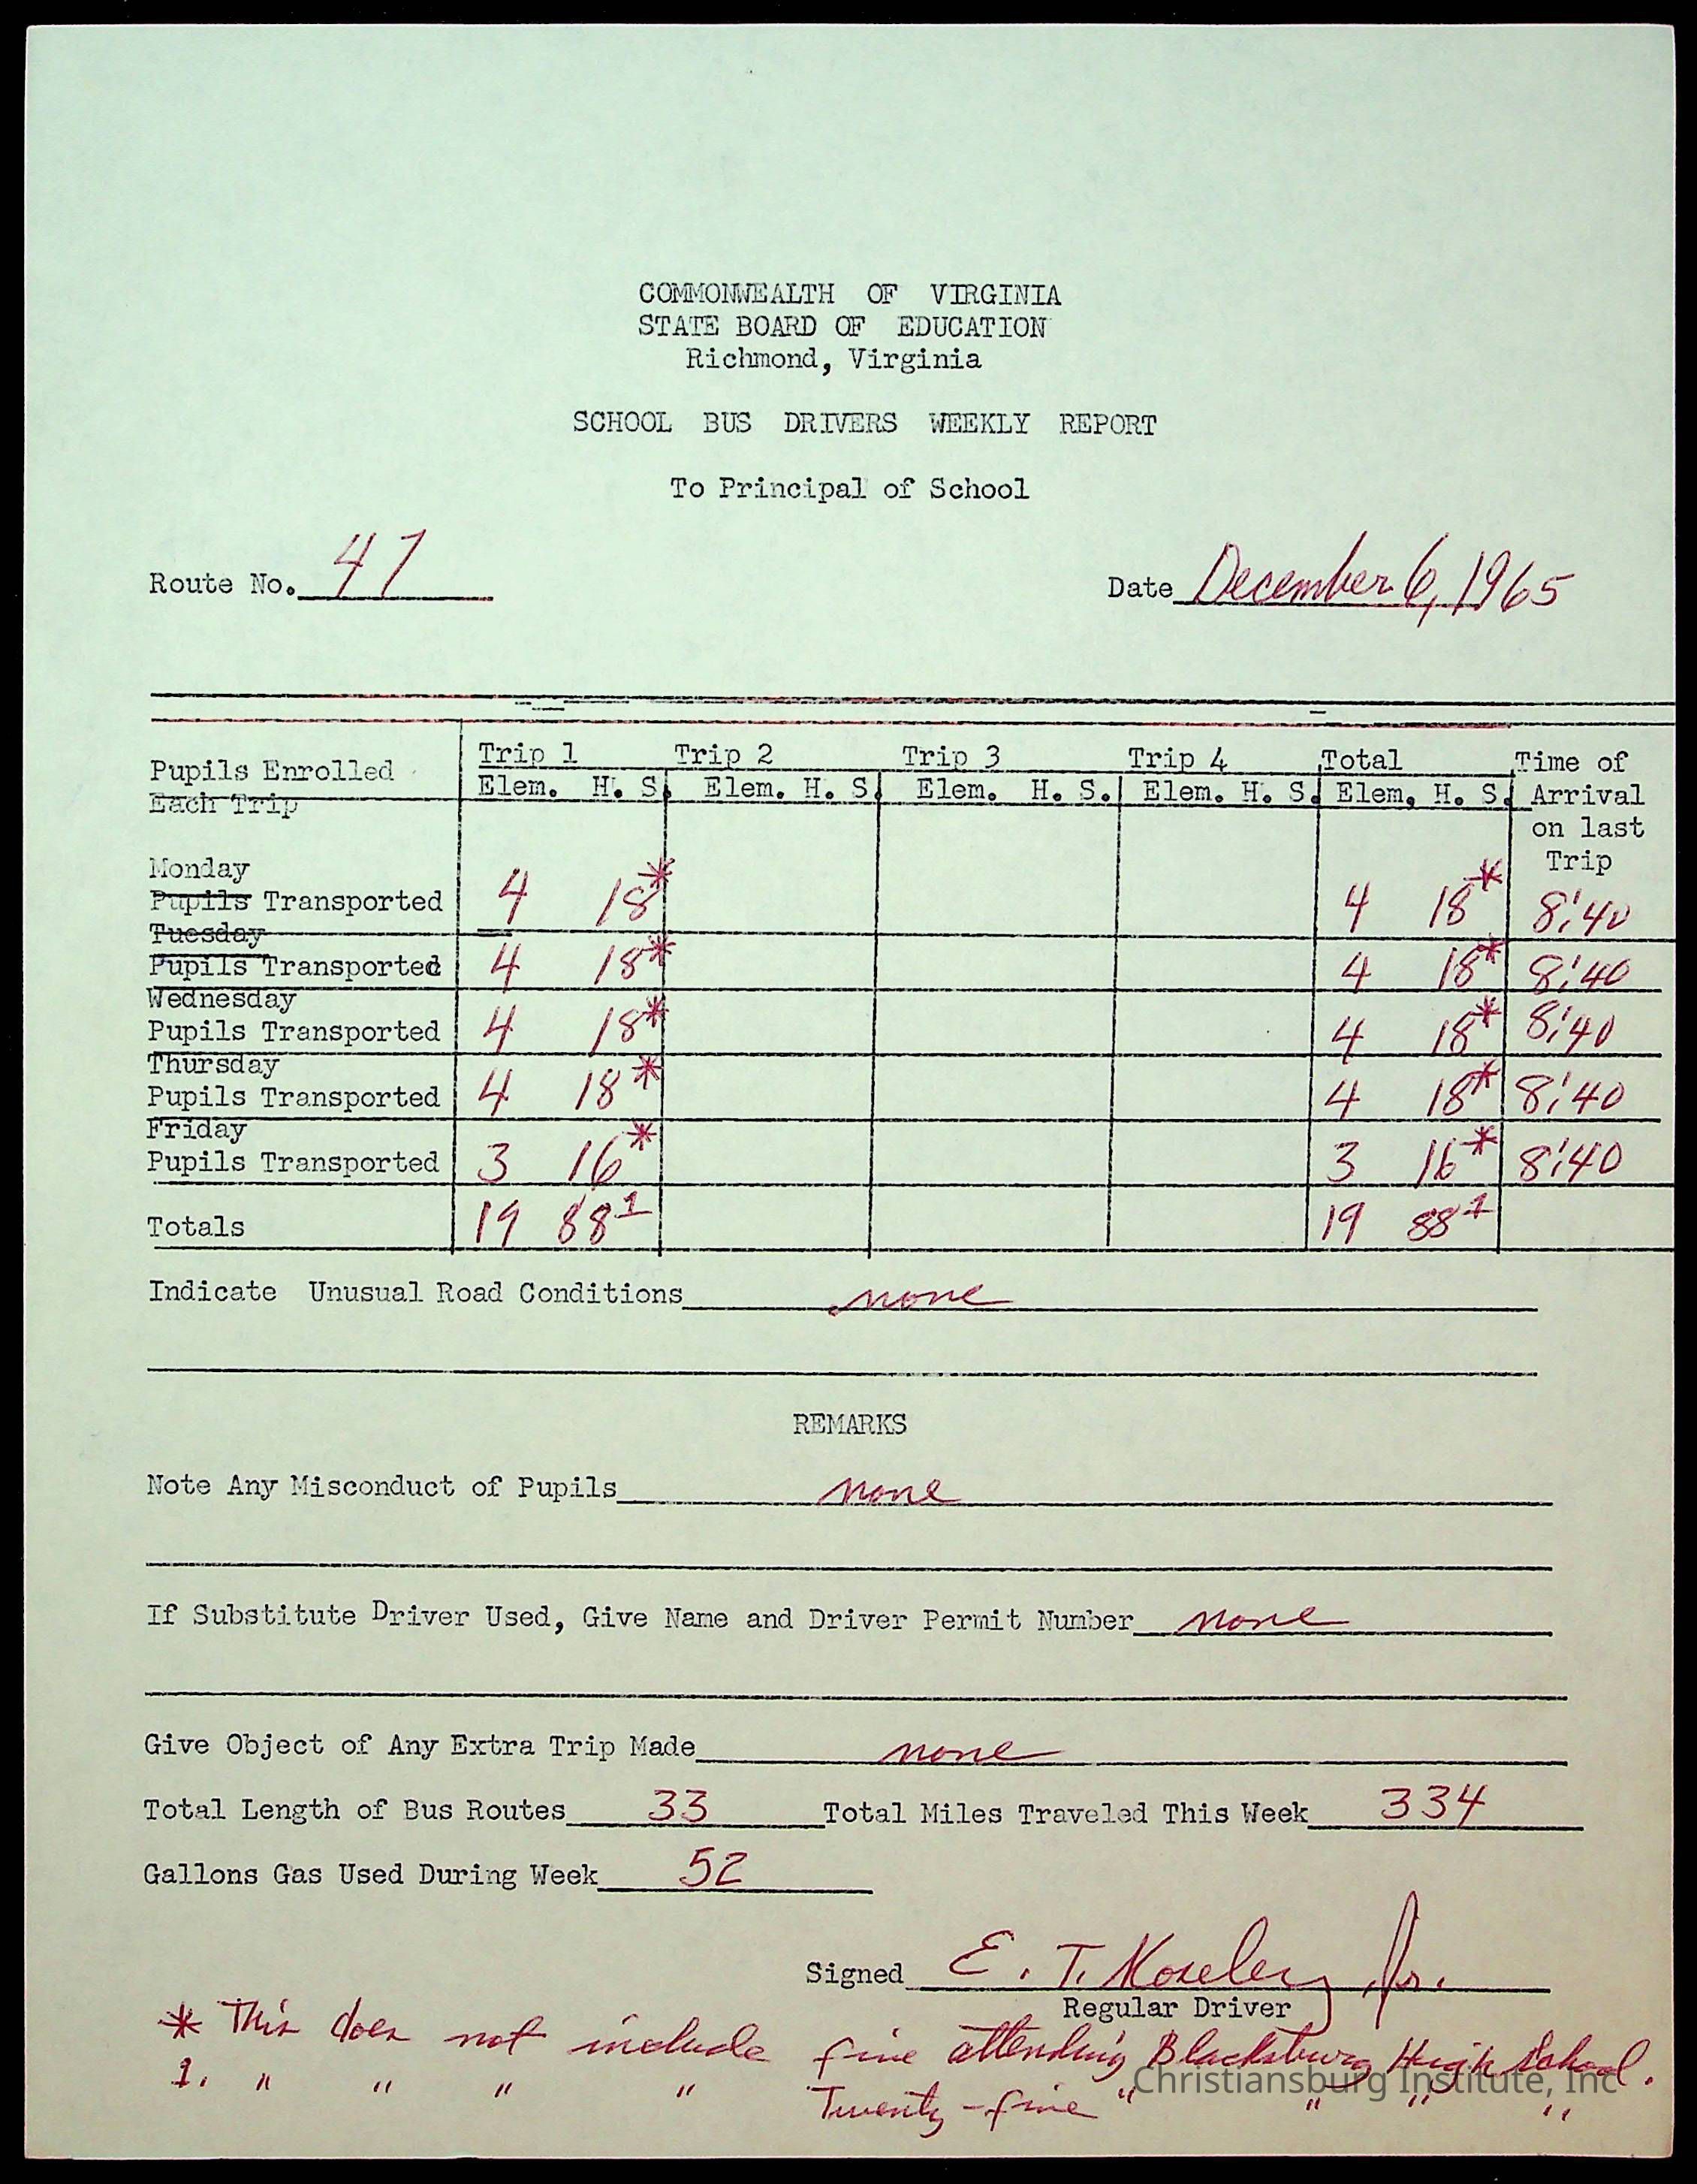 COMMONWEALTH OF VIRGINIA
STATE BOARD OF EDUCATION
Richmond, Virginia
SCHOOL BUS DRIVERS WEEKLY REPORT
To Principal of School
Route No. 47 Date December 6, 1965
Trip 1 Trip 2 Trip 3 Trip 4 Total Time of
Pupils Enrolled Elem. H. S. Elem. H. S. Elem. H. S. Elem. H. S. Elem. H. S. Arrival
Each Trip on last
Trip
Monday
Pupils Transported 4 18* 4 18* 8:40
Tuesday
Pupils Transported 4 18* 4 18* 8:40
Wednesday
Pupils Transported 4 18* 4 18* 8:40
Thursday
Pupils Transported 4 18* 4 18* 8:40
Friday
Pupils Transported 3 16* 3 16* 8:40
Totals 19 88¹ 19 88¹
Indicate Unusual Road Conditions none
REMARKS
Note Any Misconduct of Pupils none
If Substitute Driver Used, Give Name and Driver Permit Number none
Give Object of Any Extra Trip Made none
Total Length of Bus Routes 33 Total Miles Traveled This Week 334
Gallons Gas Used During Week 52
Signed E. T. Jr.
Regular Driver
* This does not include five attending Blacksburg High School.
1. " " " " Twenty-five " " " "
Christiansburg Institute, Inc